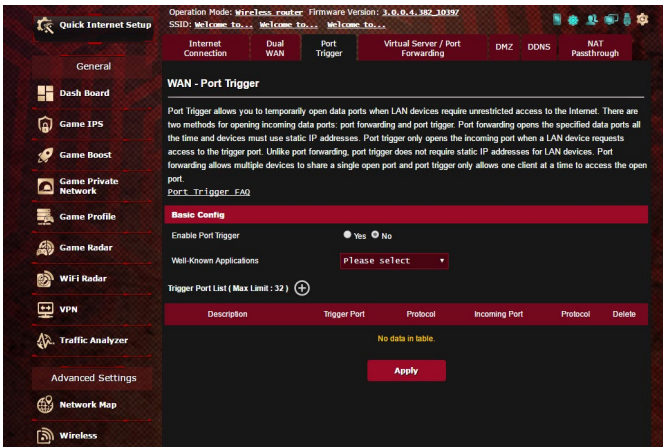 Quick Internet Setup
Operation Mode: Wireless router Firmware Version: 3.0.0.4.382_10397
SSID: Welcome to... Welcome to... Welcome to...
Internet Connection
Dual WAN
Port Trigger
Virtual Server / Port Forwarding
DMZ
DDNS
NAT Passthrough
General
Dash Board
Game IPS
Game Boost
Game Private Network
Game Profile
Game Radar
WiFi Radar
VPN
Traffic Analyzer
Advanced Settings
Network Map
Wireless
WAN - Port Trigger
Port Trigger allows you to temporarily open data ports when LAN devices require unrestricted access to the Internet. There are
two methods for opening incoming data ports: port forwarding and port trigger. Port forwarding opens the specified data ports all
the time and devices must use static IP addresses. Port trigger only opens the incoming port when a LAN device requests
access to the trigger port. Unlike port forwarding, port trigger does not require static IP addresses for LAN devices. Port
forwarding allows multiple devices to share a single open port and port trigger only allows one client at a time to access the open
port.
Port Trigger FAQ
Basic Config
Enable Port Trigger Yes No
Well-Known Applications Please select
Trigger Port List ( Max Limit : 32 )
Description Trigger Port Protocol Incoming Port Protocol Delete
No data in table.
Apply